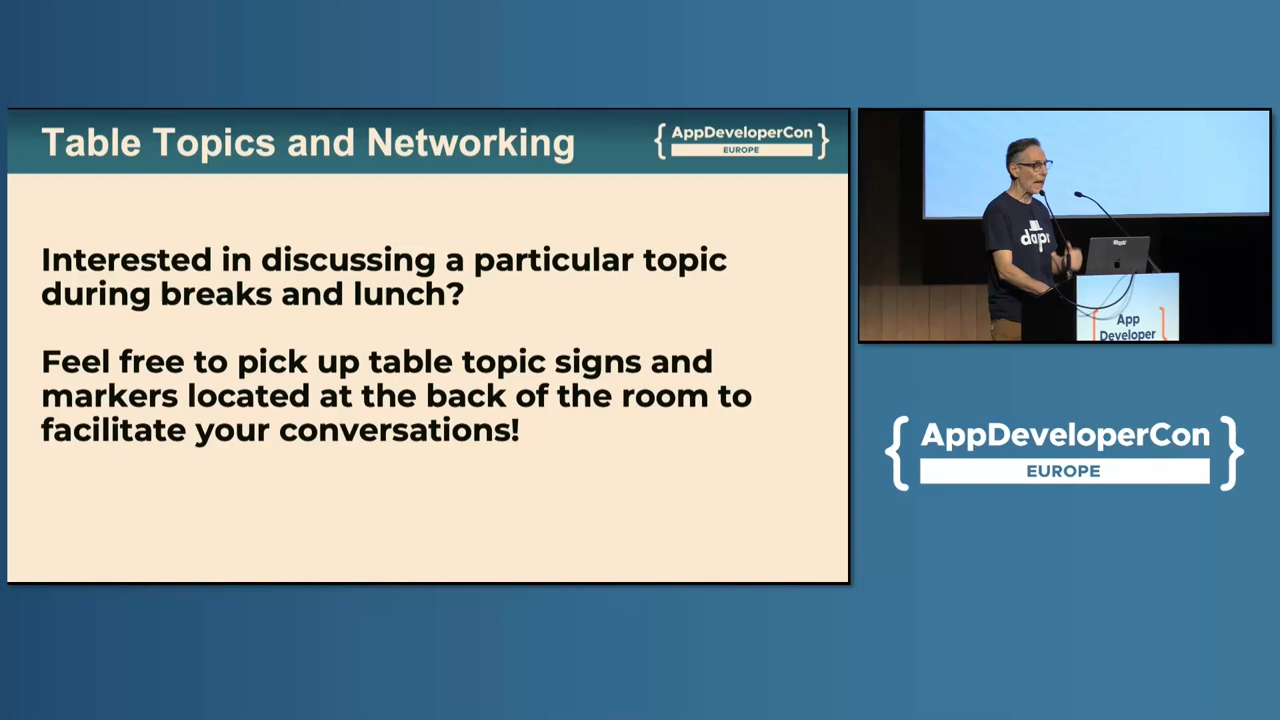 Table Topics and Networking
AppDeveloperCon
EUROPE
Interested in discussing a particular topic
during breaks and lunch?
Feel free to pick up table topic signs and
markers located at the back of the room to
facilitate your conversations!
dapr
App
Developer
AppDeveloperCon
EUROPE